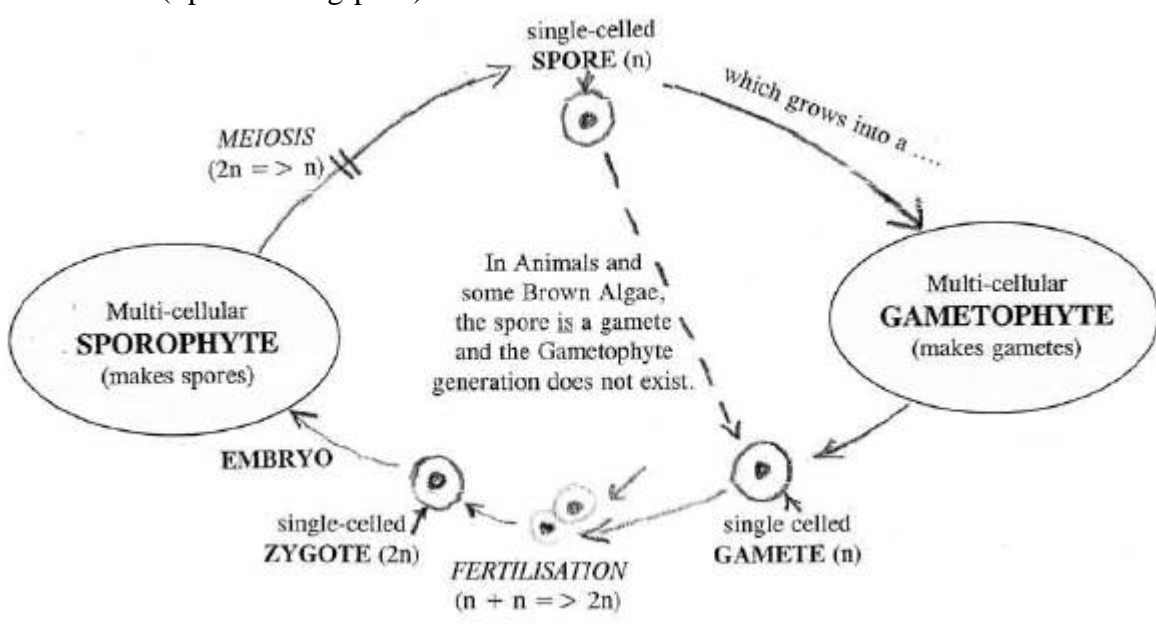 single-celled
SPORE (n)
which grows into a ....
MEIOSIS
(2n = > n)
In Animals and
some Brown Algae,
the spore is a gamete
and the Gametophyte
generation does not exist.
Multi-cellular
SPOROPHYTE
(makes spores)
Multi-cellular
GAMETOPHYTE
(makes gametes)
EMBRYO
single-celled
ZYGOTE (2n)
FERTILISATION
(n + n = > 2n)
single celled
GAMETE (n)